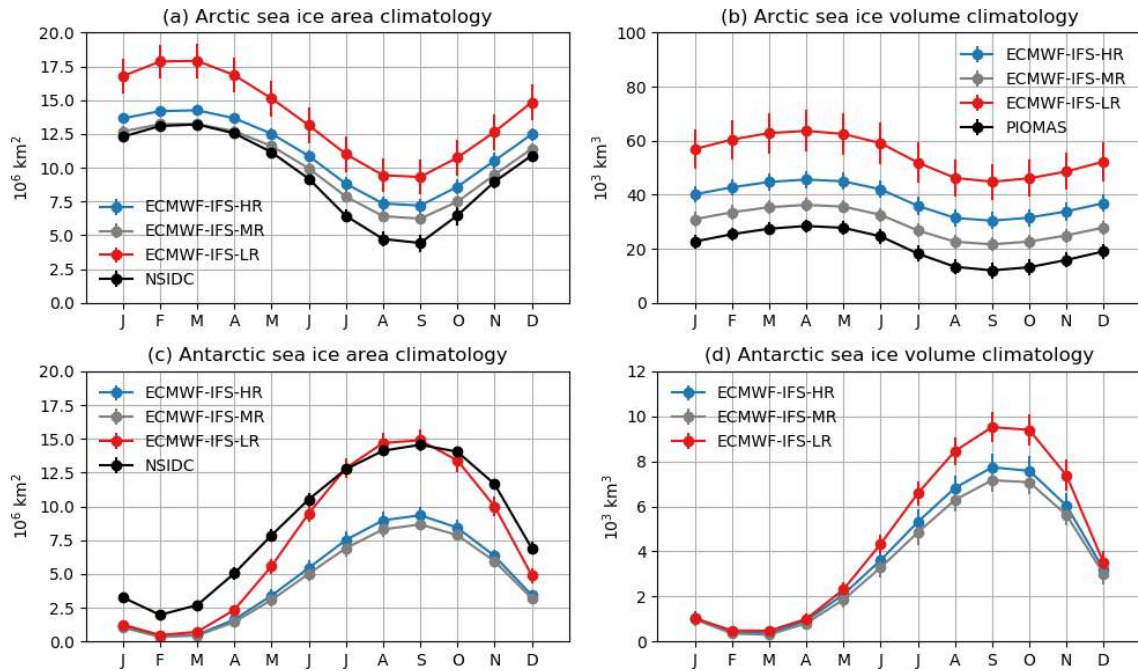 (a) Arctic sea ice area climatology
20.0
17.5
15.0
12.5
10.0
7.5
5.0
2.5
0.0
10⁶ km²
ECMWF-IFS-HR
ECMWF-IFS-MR
ECMWF-IFS-LR
NSIDC
J F M A M J J A S O N D
(b) Arctic sea ice volume climatology
100
80
60
40
20
0
10³ km³
ECMWF-IFS-HR
ECMWF-IFS-MR
ECMWF-IFS-LR
PIOMAS
J F M A M J J A S O N D
(c) Antarctic sea ice area climatology
20.0
17.5
15.0
12.5
10.0
7.5
5.0
2.5
0.0
10⁶ km²
ECMWF-IFS-HR
ECMWF-IFS-MR
ECMWF-IFS-LR
NSIDC
J F M A M J J A S O N D
(d) Antarctic sea ice volume climatology
12
10
8
6
4
2
0
10³ km³
ECMWF-IFS-HR
ECMWF-IFS-MR
ECMWF-IFS-LR
J F M A M J J A S O N D